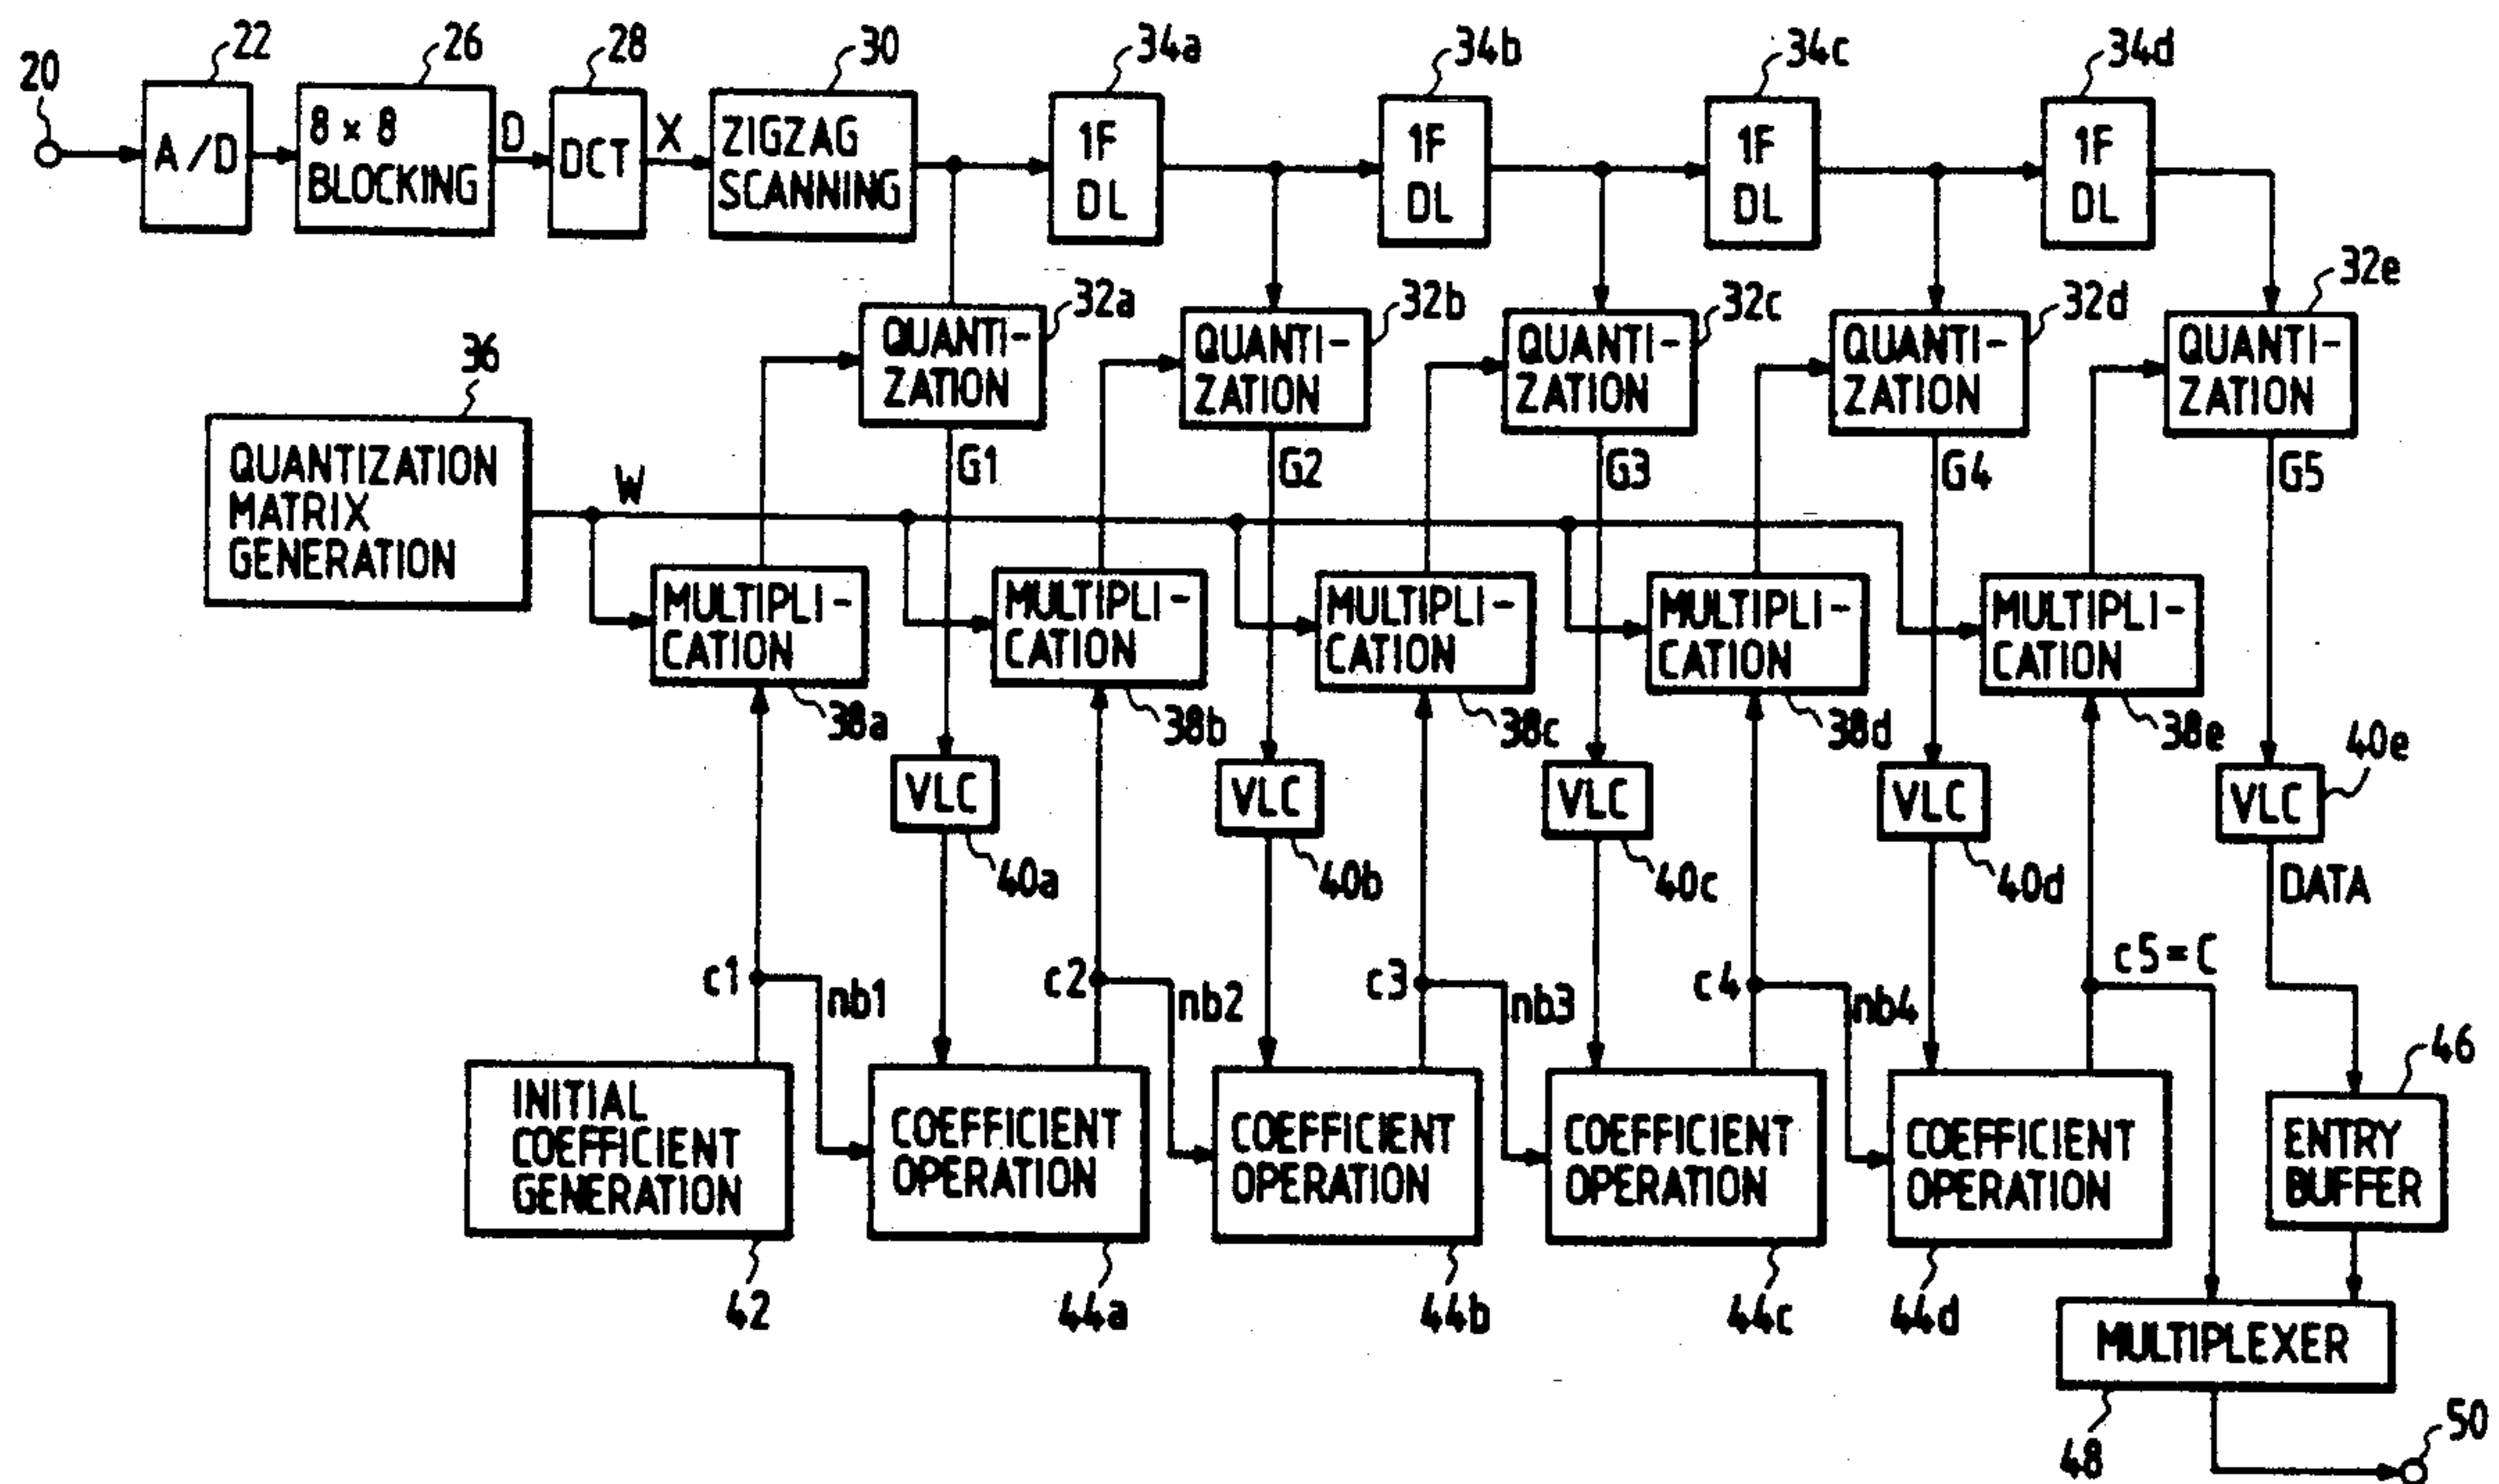 20
22
26
28
30
34a
34b
34c
34d
A/D
8 × 8
BLOCKING
D
DCT
X
ZIGZAG
SCANNING
1F
DL
1F
DL
1F
DL
1F
DL
32a
32b
32c
32d
32e
QUANTI-
ZATION
QUANTI-
ZATION
QUANTI-
ZATION
QUANTI-
ZATION
QUANTI-
ZATION
36
QUANTIZATION
MATRIX
GENERATION
W
G1
G2
G3
G4
G5
MULTIPLI-
CATION
MULTIPLI-
CATION
MULTIPLI-
CATION
MULTIPLI-
CATION
MULTIPLI-
CATION
38a
38b
38c
38d
38e
VLC
VLC
VLC
VLC
VLC
40a
40b
40c
40d
40e
DATA
c1
nb1
c2
nb2
c3
nb3
c4
nb4
c5=C
INITIAL
COEFFICIENT
GENERATION
COEFFICIENT
OPERATION
COEFFICIENT
OPERATION
COEFFICIENT
OPERATION
COEFFICIENT
OPERATION
46
ENTRY
BUFFER
42
44a
44b
44c
44d
MULTIPLEXER
48
50